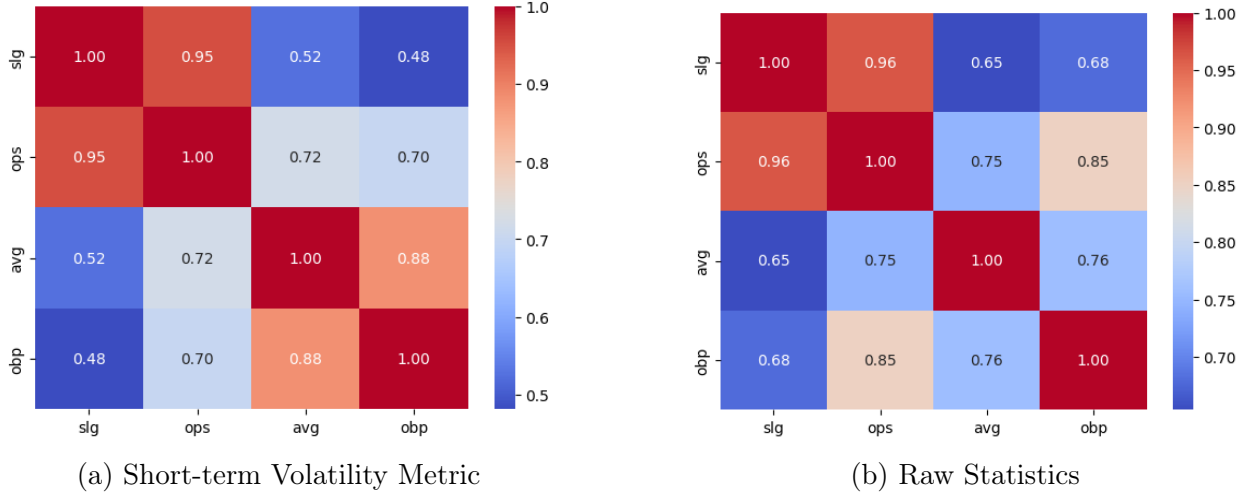 slg 1.00 0.95 0.52 0.48
ops 0.95 1.00 0.72 0.70
avg 0.52 0.72 1.00 0.88
obp 0.48 0.70 0.88 1.00
slg ops avg obp
1.0
0.9
0.8
0.7
0.6
0.5
(a) Short-term Volatility Metric
slg 1.00 0.96 0.65 0.68
ops 0.96 1.00 0.75 0.85
avg 0.65 0.75 1.00 0.76
obp 0.68 0.85 0.76 1.00
slg ops avg obp
1.00
0.95
0.90
0.85
0.80
0.75
0.70
(b) Raw Statistics